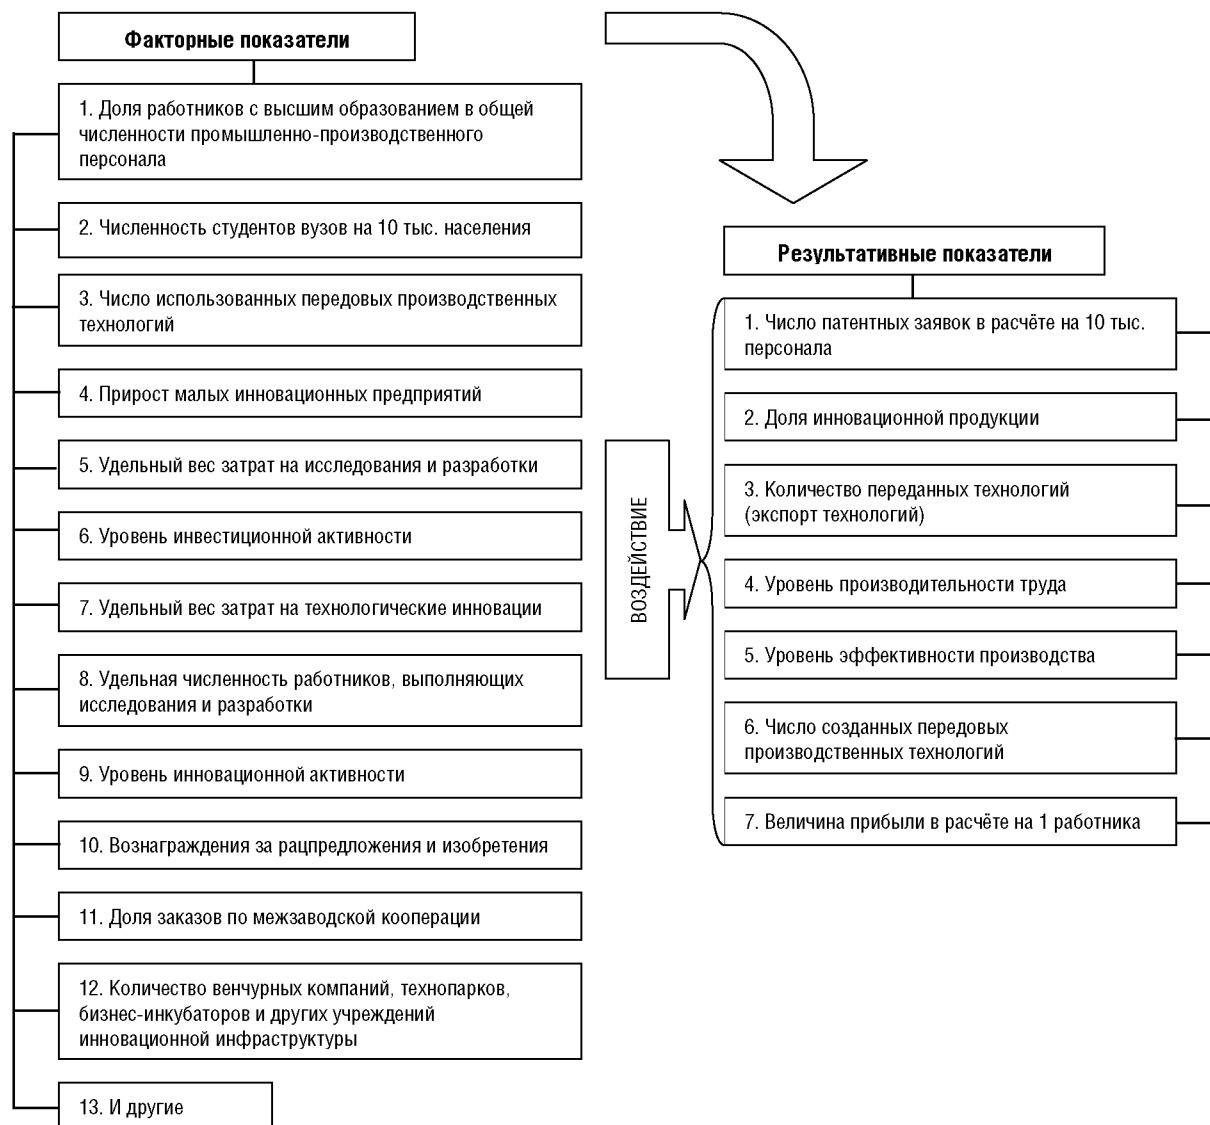 Факторные показатели
1. Доля работников с высшим образованием в общей
численности промышленно-производственного
персонала
2. Численность студентов вузов на 10 тыс. населения
3. Число использованных передовых производственных
технологий
4. Прирост малых инновационных предприятий
5. Удельный вес затрат на исследования и разработки
6. Уровень инвестиционной активности
7. Удельный вес затрат на технологические инновации
8. Удельная численность работников, выполняющих
исследования и разработки
9. Уровень инновационной активности
10. Вознаграждения за рацпредложения и изобретения
11. Доля заказов по межзаводской кооперации
12. Количество венчурных компаний, технопарков,
бизнес-инкубаторов и других учреждений
инновационной инфраструктуры
13. И другие
ВОЗДЕЙСТВИЕ
Результативные показатели
1. Число патентных заявок в расчёте на 10 тыс.
персонала
2. Доля инновационной продукции
3. Количество переданных технологий
(экспорт технологий)
4. Уровень производительности труда
5. Уровень эффективности производства
6. Число созданных передовых
производственных технологий
7. Величина прибыли в расчёте на 1 работника